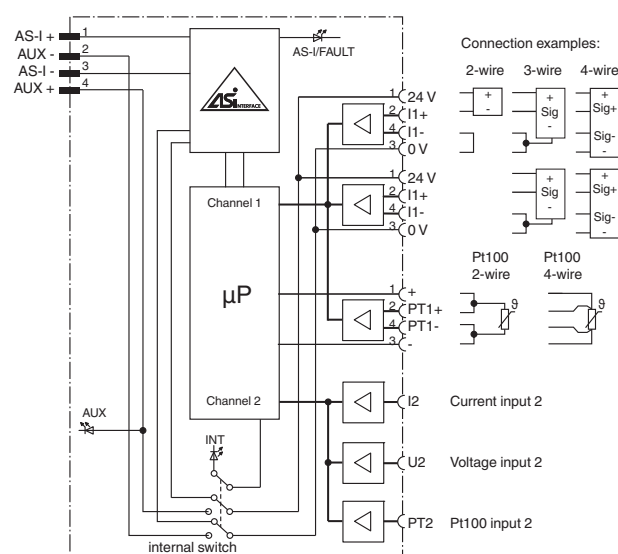 AS-I + 1
AUX - 2
AS-I - 3
AUX + 4
AS-I/FAULT
ASi
INTERFACE
Connection examples:
2-wire 3-wire 4-wire
1 24 V
2 I1+
4 I1-
3 0 V
+
-
+
Sig
-
+
Sig+
Sig-
-
1 24 V
2 I1+
4 I1-
3 0 V
+
Sig
-
+
Sig+
Sig-
-
Channel 1
µP
Pt100
2-wire
Pt100
4-wire
1 +
2 PT1+
4 PT1-
3 -
ϑ
ϑ
Channel 2
I2 Current input 2
AUX
INT
U2 Voltage input 2
PT2 Pt100 input 2
internal switch